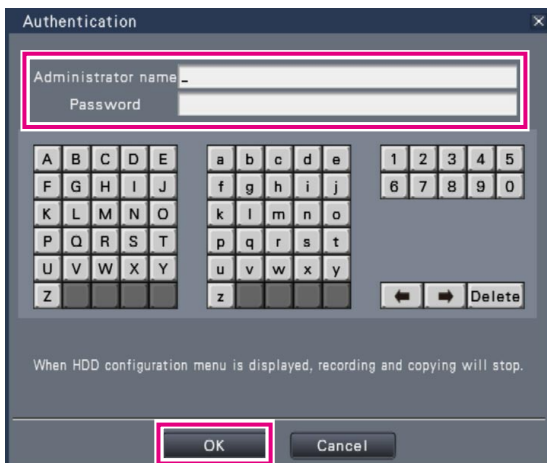 Authentication ×
Administrator name _
Password
A B C D E a b c d e 1 2 3 4 5
F G H I J f g h i j 6 7 8 9 0
K L M N O k l m n o
P Q R S T p q r s t
U V W X Y u v w x y
Z z Delete
When HDD configuration menu is displayed, recording and copying will stop.
OK Cancel